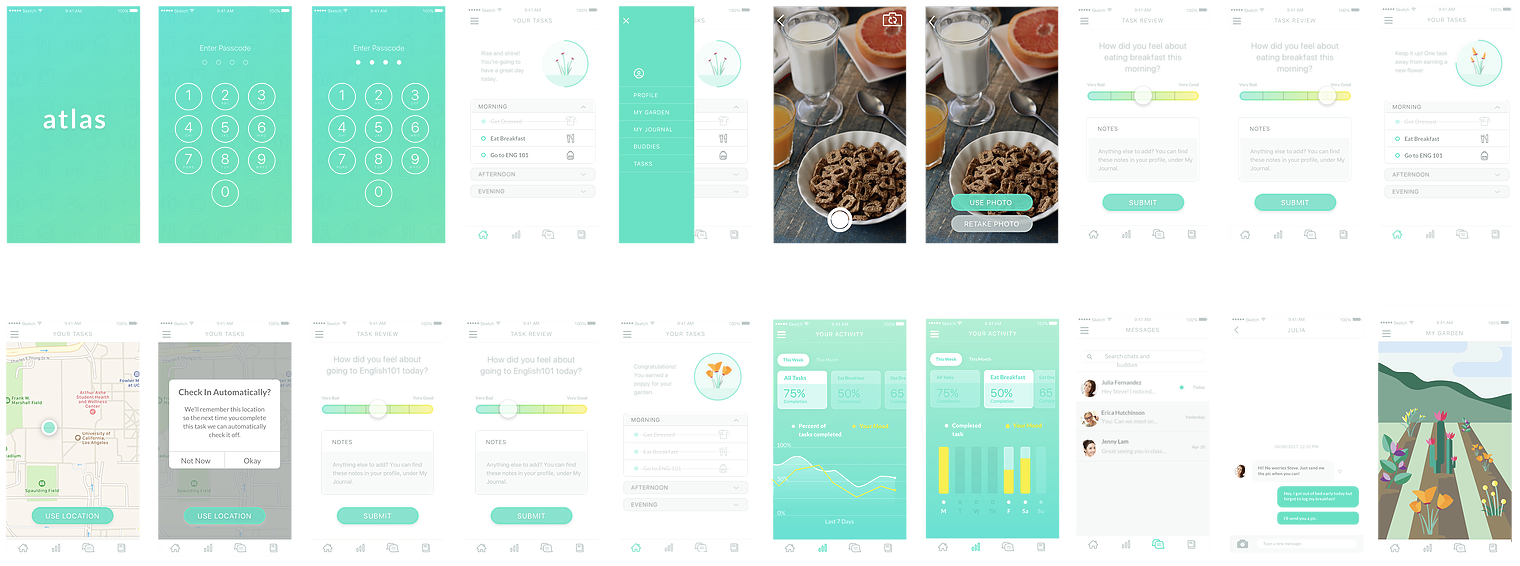 atlas
Enter Passcode
1 2 3
4 5 6
7 8 9
0
Enter Passcode
1 2 3
4 5 6
7 8 9
0
YOUR TASKS
Rise and shine!
You're going to
have a great day
today.
MORNING
Get Dressed
Eat Breakfast
Go to ENG 101
AFTERNOON
EVENING
TASKS
PROFILE
MY GARDEN
MY JOURNAL
BUDDIES
TASKS
USE PHOTO
RETAKE PHOTO
TASK REVIEW
How did you feel about
eating breakfast this
morning?
Very Bad Very Good
NOTES
Anything else to add? You can find
these notes in your profile, under My
Journal.
SUBMIT
TASK REVIEW
How did you feel about
eating breakfast this
morning?
Very Bad Very Good
NOTES
Anything else to add? You can find
these notes in your profile, under My
Journal.
SUBMIT
YOUR TASKS
Keep it up! One task
away from earning a
new flower.
MORNING
Get Dressed
Eat Breakfast
Go to ENG 101
AFTERNOON
EVENING
YOUR TASKS
Frank W.
Marshall Field
Arthur Ashe
Student Health
and Wellness
Center
University of
California,
Los Angeles
Spaulding Field
USE LOCATION
YOUR TASKS
Check In Automatically?
We'll remember this location
so the next time you complete
this task we can automatically
check it off.
Not Now Okay
Spaulding Field
USE LOCATION
TASK REVIEW
How did you feel about
going to English101 today?
Very Bad Very Good
NOTES
Anything else to add? You can find
these notes in your profile, under My
Journal.
SUBMIT
TASK REVIEW
How did you feel about
going to English101 today?
Very Bad Very Good
NOTES
Anything else to add? You can find
these notes in your profile, under My
Journal.
SUBMIT
YOUR TASKS
Congratulations!
You earned a
poppy for your
garden.
MORNING
Get Dressed
Eat Breakfast
Go to ENG 101
AFTERNOON
EVENING
YOUR ACTIVITY
This Week This Month
All Tasks Eat Breakfast Get Dre
75% 50% 65
Completion Completion
Percent of
tasks completed
100%
0%
Last 7 Days
YOUR ACTIVITY
This Week This Month
All Tasks Eat Breakfast Get Dre
75% 50% 65
Completion Completion
Completed
task
M T W Th F Sa Su
MESSAGES
Search chats and
buddies
Julia Fernandez
Hey Steve! I noticed...
Today
Erica Hutchinson
You: Can we meet on...
Yesterday
Jenny Lam
Great seeing you in class...
JULIA
Hi! No worries Steve. Just send me
the pic when you can!
Hey, I got out of bed early today but
forgot to log my breakfast!
I'll send you a pic
Type a new message
MY GARDEN